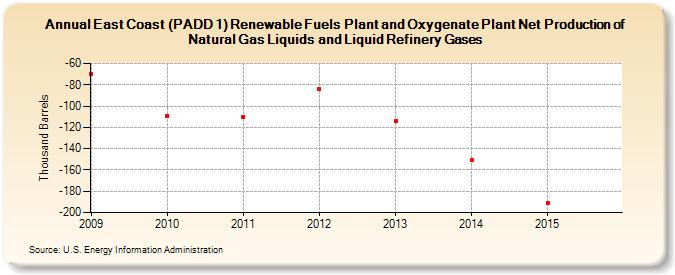 Annual East Coast (PADD 1) Renewable Fuels Plant and Oxygenate Plant Net Production of
Natural Gas Liquids and Liquid Refinery Gases
Thousand Barrels
-60
-80
-100
-120
-140
-160
-180
-200
2009 2010 2011 2012 2013 2014 2015
Source: U.S. Energy Information Administration